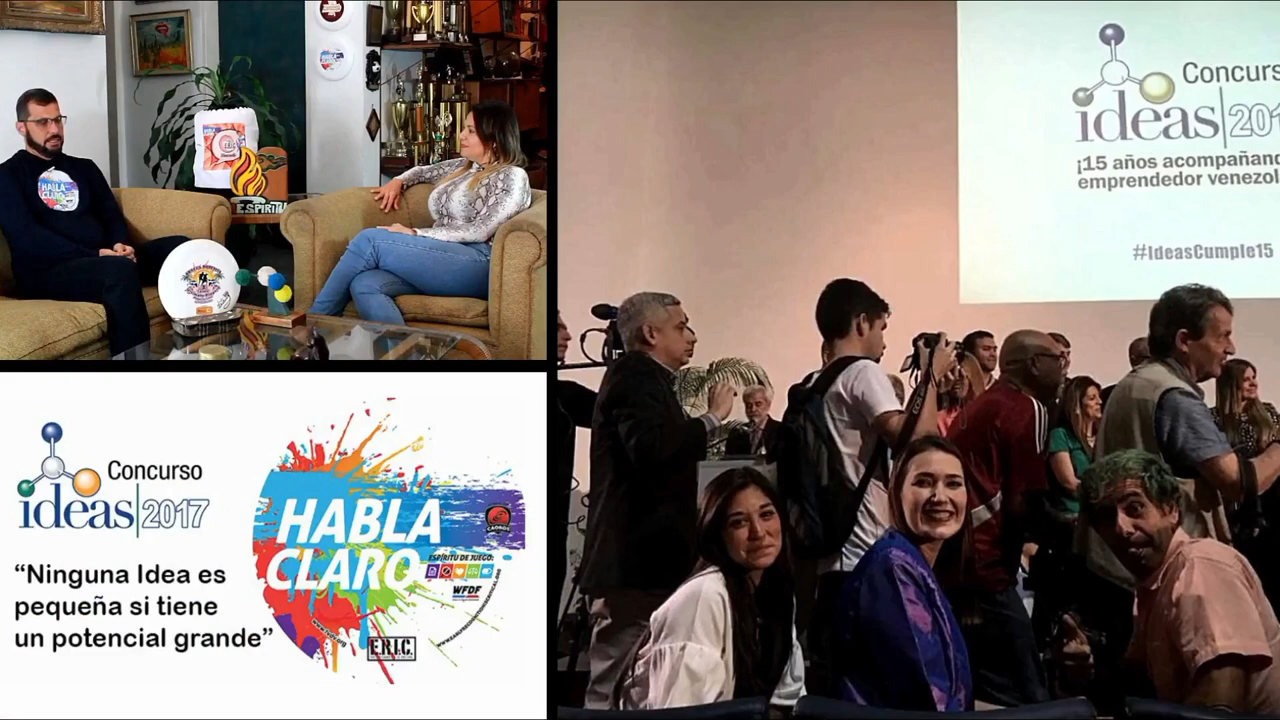 HABLA
CLARO
ESPIRITU
Concurso
ideas 2017
“Ninguna Idea es
pequeña si tiene
un potencial grande”
HABLA
CLARO
CAOROS
ESPÍRITU DE JUEGO:
WFDF
E.R.I.C.
Concurs
ideas 201
¡15 años acompañand
emprendedor venezol
#IdeasCumple15